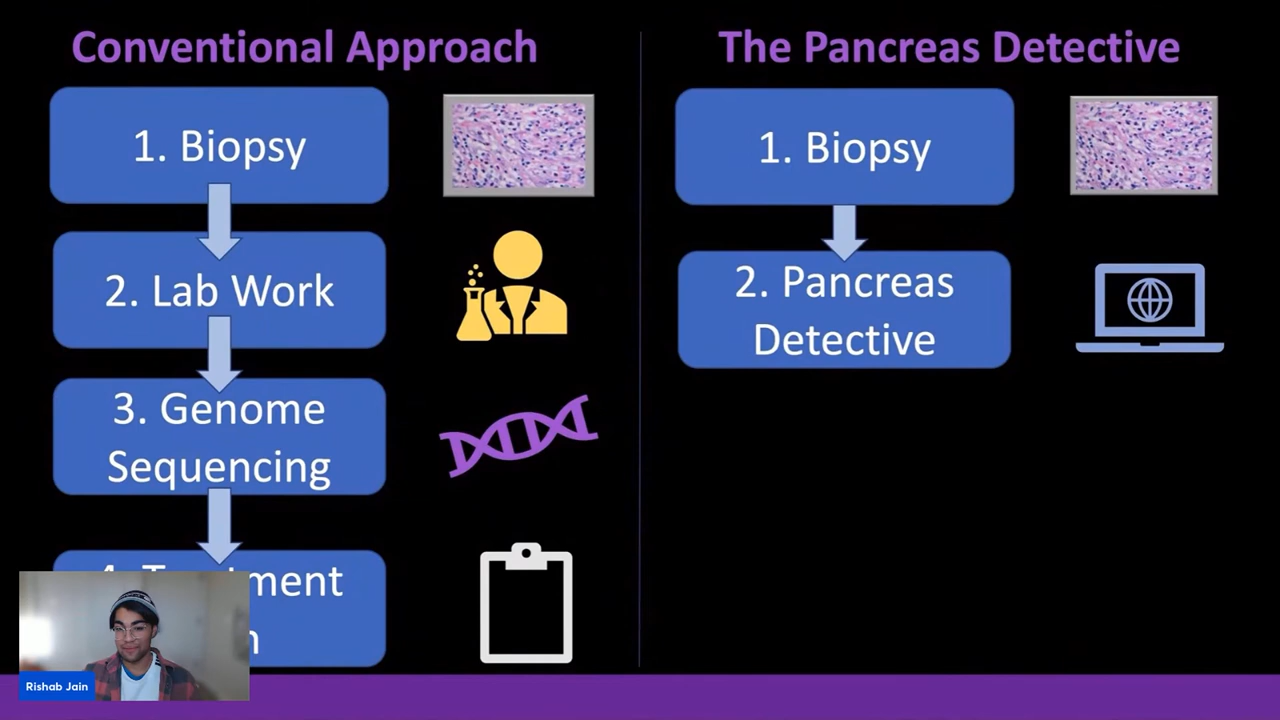 Conventional Approach
1. Biopsy
2. Lab Work
3. Genome
Sequencing
The Pancreas Detective
1. Biopsy
2. Pancreas
Detective
Rishab Jain